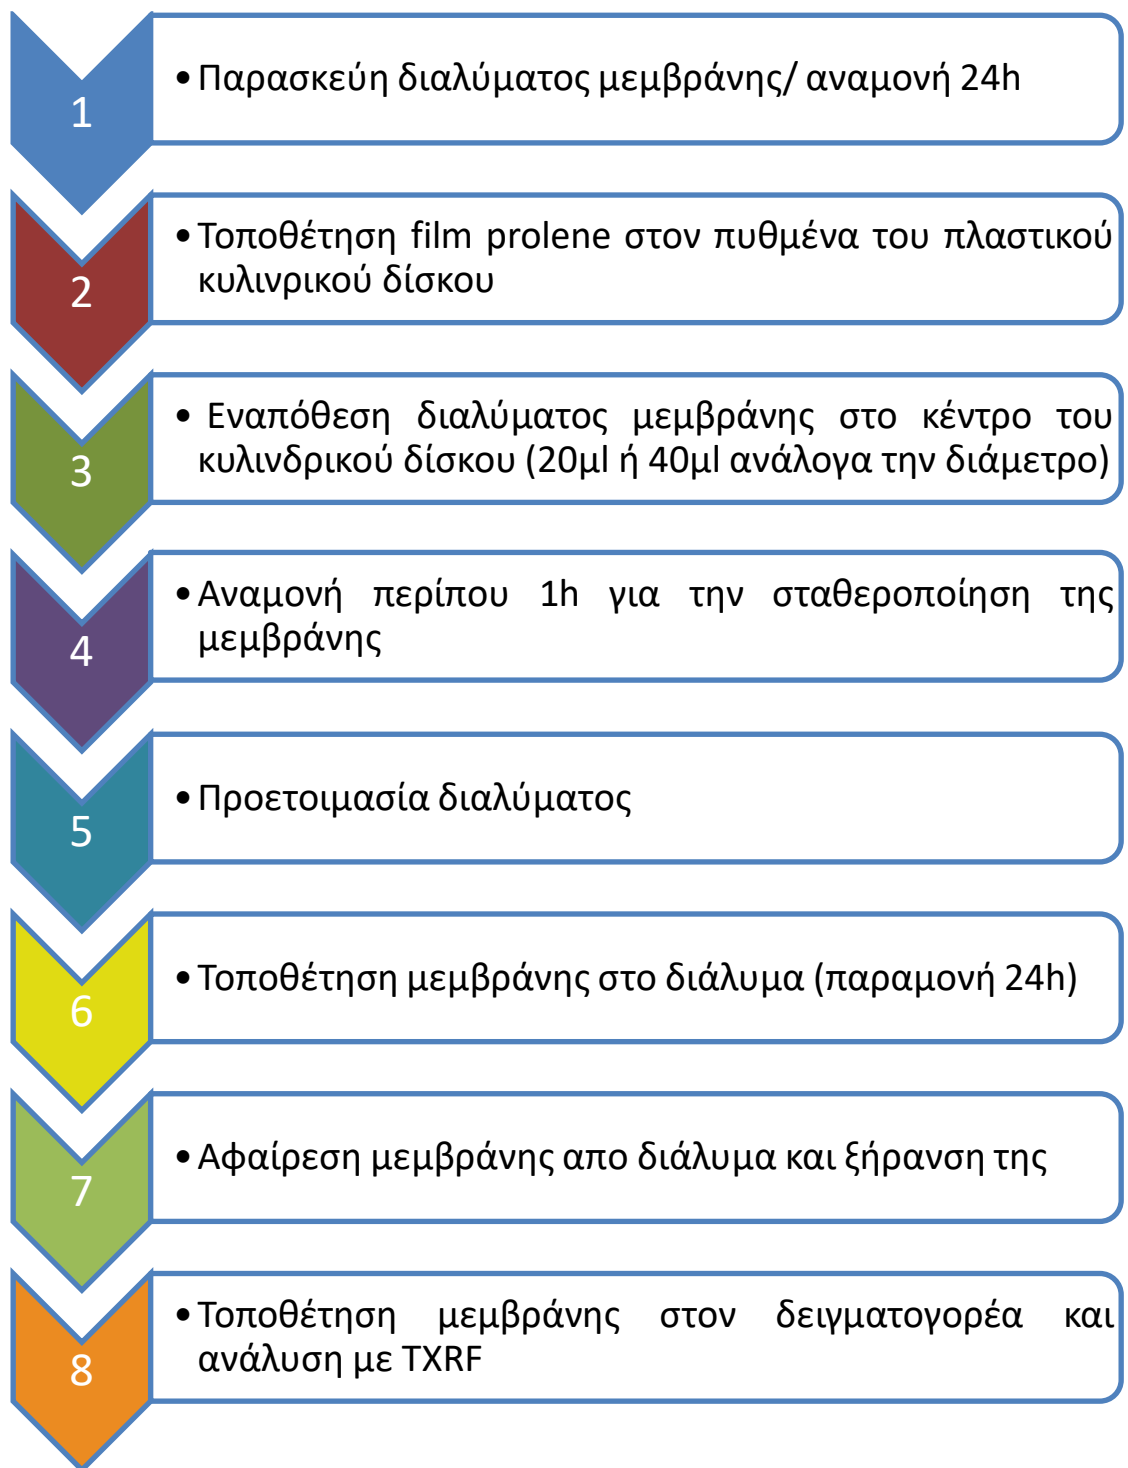 1
• Παρασκεύη διαλύματος μεμβράνης/ αναμονή 24h
2
• Τοποθέτηση film prolene στον πυθμένα του πλαστικού
κυλινρικού δίσκου
3
• Εναπόθεση διαλύματος μεμβράνης στο κέντρο του
κυλινδρικού δίσκου (20μl ή 40μl ανάλογα την διάμετρο)
4
• Αναμονή περίπου 1h για την σταθεροποίηση της
μεμβράνης
5
• Προετοιμασία διαλύματος
6
• Τοποθέτηση μεμβράνης στο διάλυμα (παραμονή 24h)
7
• Αφαίρεση μεμβράνης απο διάλυμα και ξήρανση της
8
• Τοποθέτηση μεμβράνης στον δειγματογορέα και
ανάλυση με TXRF